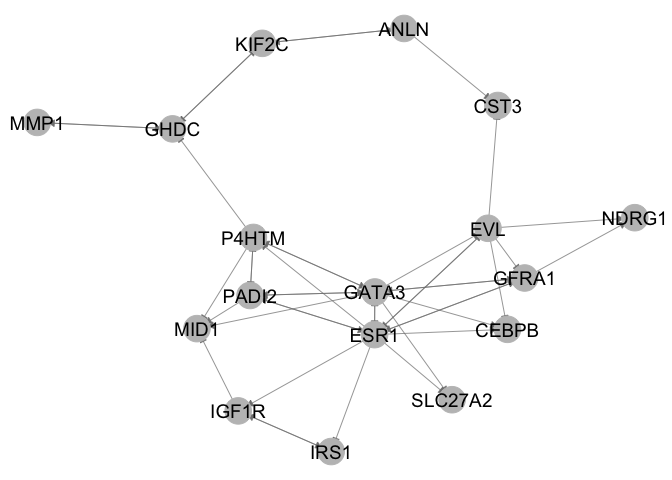 ANLN
KIF2C
CST3
MMP1
GHDC
NDRG1
EVL
P4HTM
GFRA1
PADI2
GATA3
MID1
ESR1
CEBPB
SLC27A2
IGF1R
IRS1